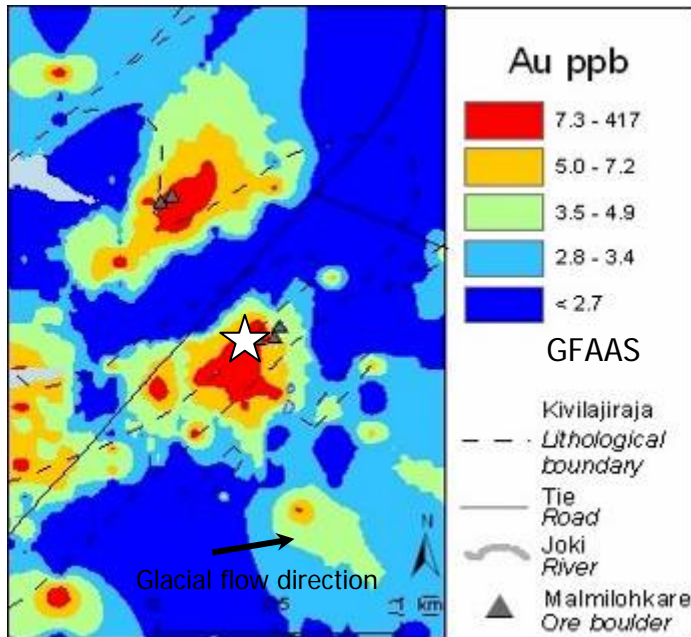 Au ppb
7.3 - 417
5.0 - 7.2
3.5 - 4.9
2.8 - 3.4
< 2.7
GFAAS
Kivilajiraja
Lithological
boundary
Tie
Road
Joki
River
Malmilohkare
Ore boulder
N
Glacial flow direction
1 km